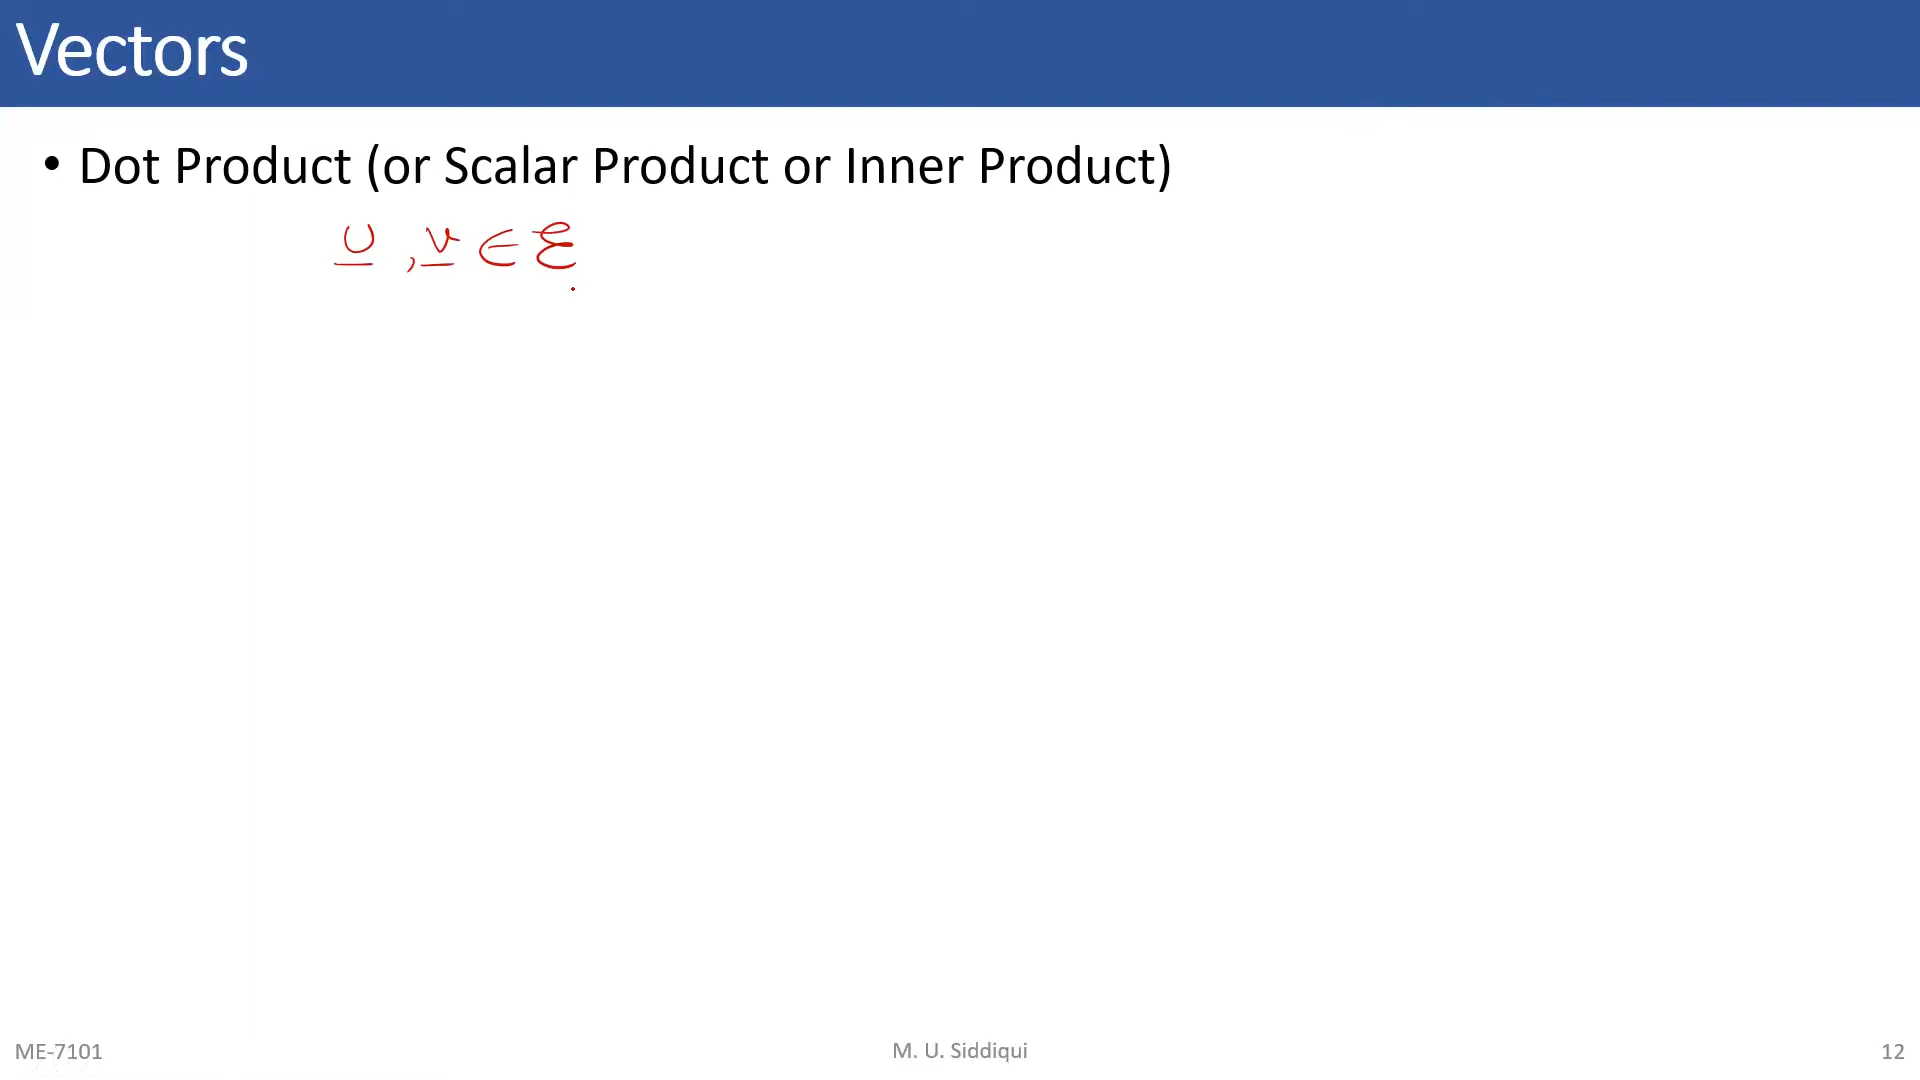 Vectors
• Dot Product (or Scalar Product or Inner Product)
u , v ∈ ℰ
ME-7101
M. U. Siddiqui
12